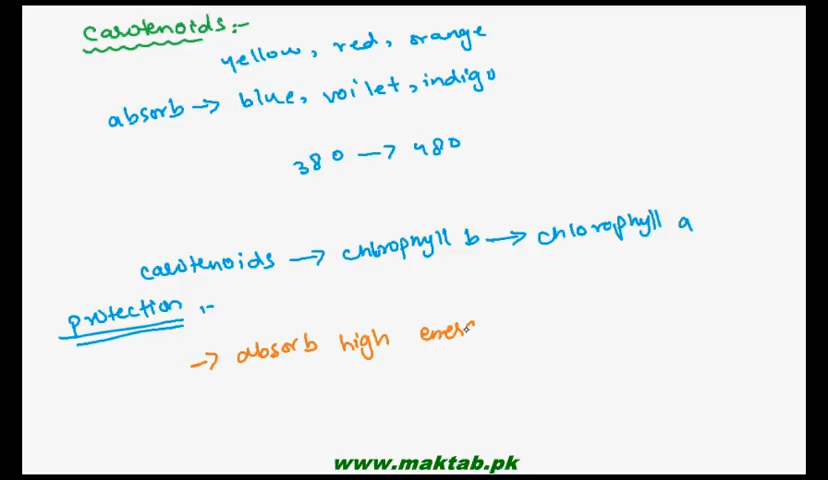 Carotenoids:-
yellow, red, orange
absorb → blue, voilet, indigo
380 → 480
carotenoids → chlorophyll b → chlorophyll a
protection :-
→ absorb high ener
www.maktab.pk